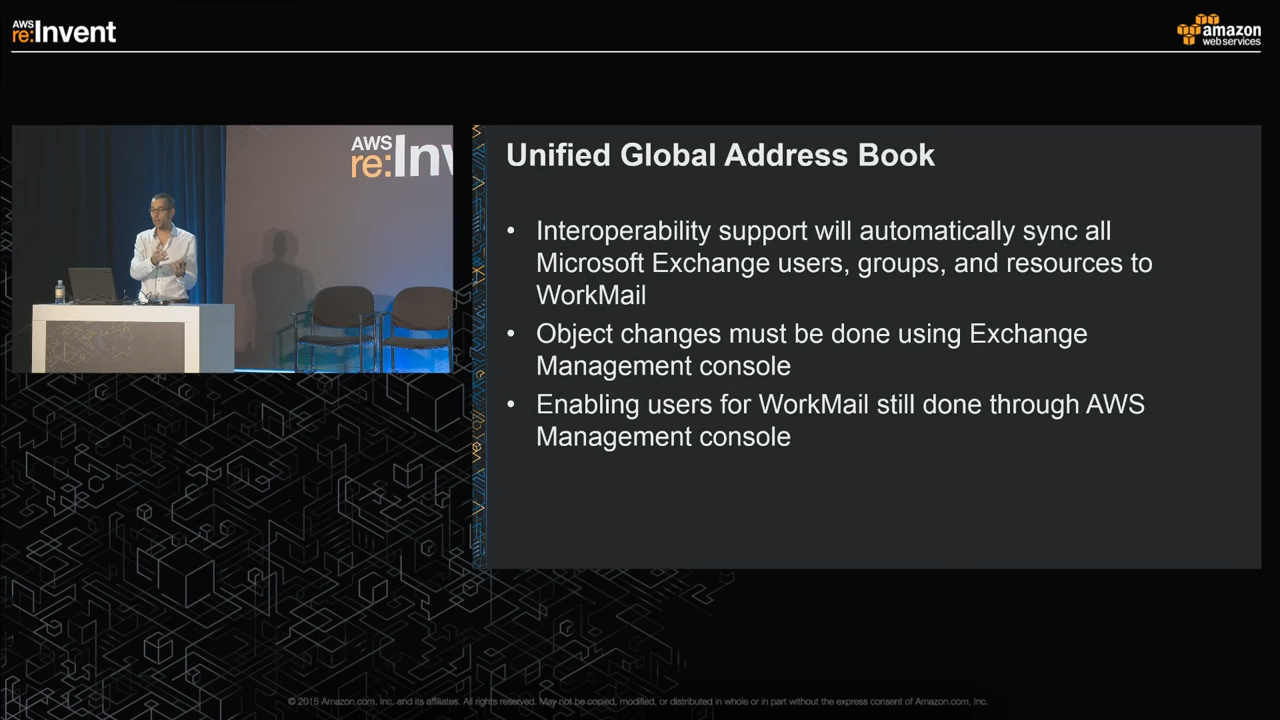 AWS
re:Invent
amazon
web services
AWS
re:Inv
Unified Global Address Book
• Interoperability support will automatically sync all
Microsoft Exchange users, groups, and resources to
WorkMail
• Object changes must be done using Exchange
Management console
• Enabling users for WorkMail still done through AWS
Management console
© 2015 Amazon.com, Inc. and its affiliates. All rights reserved. May not be copied, modified, or distributed in whole or in part without the express consent of Amazon.com, Inc.